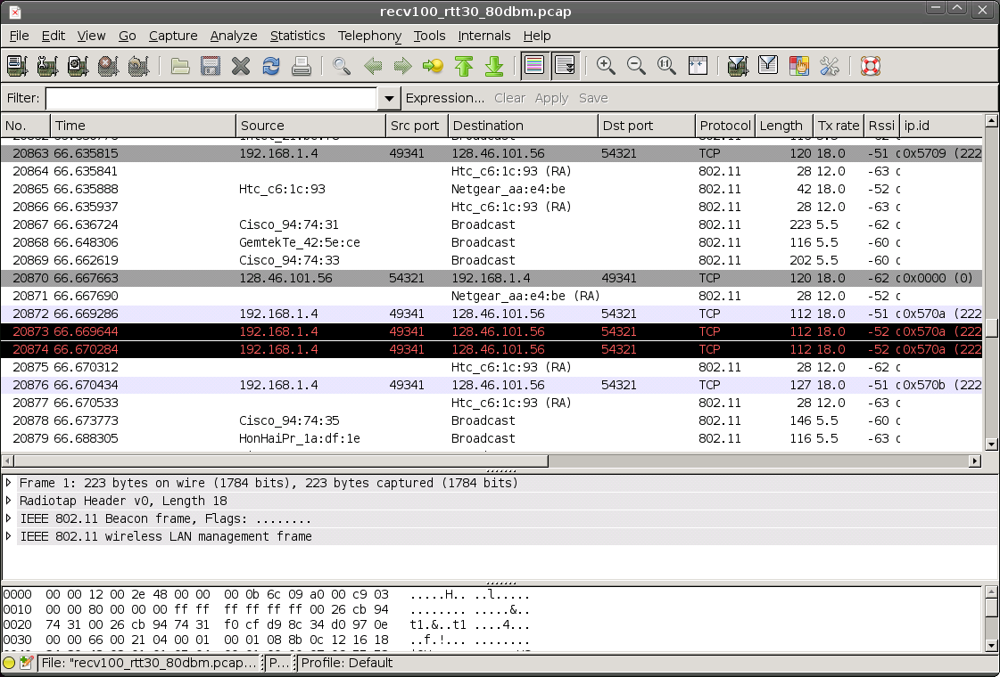 recv100_rtt30_80dbm.pcap
File Edit View Go Capture Analyze Statistics Telephony Tools Internals Help
Filter: Expression... Clear Apply Save
No. Time Source Src port Destination Dst port Protocol Length Tx rate Rssi ip.id
20863 66.635815 192.168.1.4 49341 128.46.101.56 54321 TCP 120 18.0 -51 0x5709 (222
20864 66.635841 Htc_c6:1c:93 (RA) 802.11 28 12.0 -63
20865 66.635888 Htc_c6:1c:93 Netgear_aa:e4:be 802.11 42 18.0 -52
20866 66.635937 Htc_c6:1c:93 (RA) 802.11 28 12.0 -63
20867 66.636724 Cisco_94:74:31 Broadcast 802.11 223 5.5 -62
20868 66.648306 GemtekTe_42:5e:ce Broadcast 802.11 116 5.5 -60
20869 66.662619 Cisco_94:74:33 Broadcast 802.11 202 5.5 -60
20870 66.667663 128.46.101.56 54321 192.168.1.4 49341 TCP 120 18.0 -62 0x0000 (0)
20871 66.667690 Netgear_aa:e4:be (RA) 802.11 28 12.0 -52
20872 66.669286 192.168.1.4 49341 128.46.101.56 54321 TCP 112 18.0 -51 0x570a (222
20873 66.669644 192.168.1.4 49341 128.46.101.56 54321 TCP 112 18.0 -52 0x570a (222
20874 66.670284 192.168.1.4 49341 128.46.101.56 54321 TCP 112 18.0 -52 0x570a (222
20875 66.670312 Htc_c6:1c:93 (RA) 802.11 28 12.0 -62
20876 66.670434 192.168.1.4 49341 128.46.101.56 54321 TCP 127 18.0 -51 0x570b (222
20877 66.670533 Htc_c6:1c:93 (RA) 802.11 28 12.0 -63
20878 66.673773 Cisco_94:74:35 Broadcast 802.11 146 5.5 -60
20879 66.688305 HonHaiPr_1a:df:1e Broadcast 802.11 116 5.5 -63
Frame 1: 223 bytes on wire (1784 bits), 223 bytes captured (1784 bits)
Radiotap Header v0, Length 18
IEEE 802.11 Beacon frame, Flags: ........
IEEE 802.11 wireless LAN management frame
0000 00 00 12 00 2e 48 00 00 00 0b 6c 09 a0 00 c9 03 .....H.. ..l.....
0010 00 00 80 00 00 00 ff ff ff ff ff ff 00 26 cb 94 ........ .....&..
0020 74 31 00 26 cb 94 74 31 f0 cf d9 8c 34 d0 97 0e t1.&..t1 ....4...
0030 00 00 66 00 21 04 00 01 00 01 08 8b 0c 12 16 18 ..f.!... ........
File: "recv100_rtt30_80dbm.pcap... P... Profile: Default